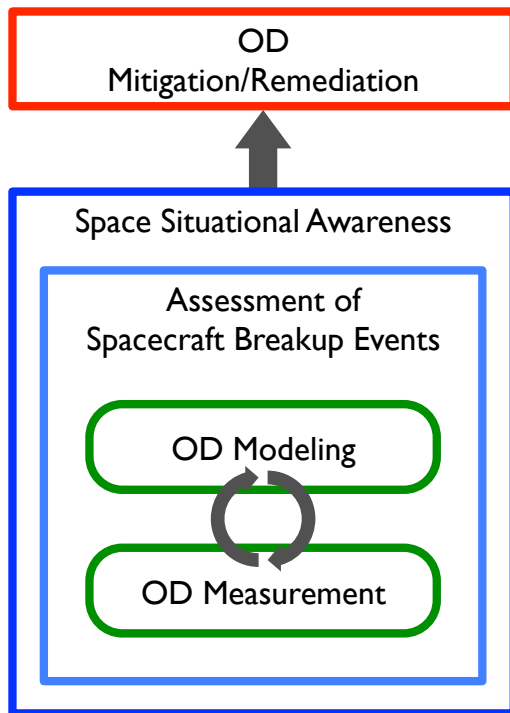 OD
Mitigation/Remediation
Space Situational Awareness
Assessment of
Spacecraft Breakup Events
OD Modeling
OD Measurement